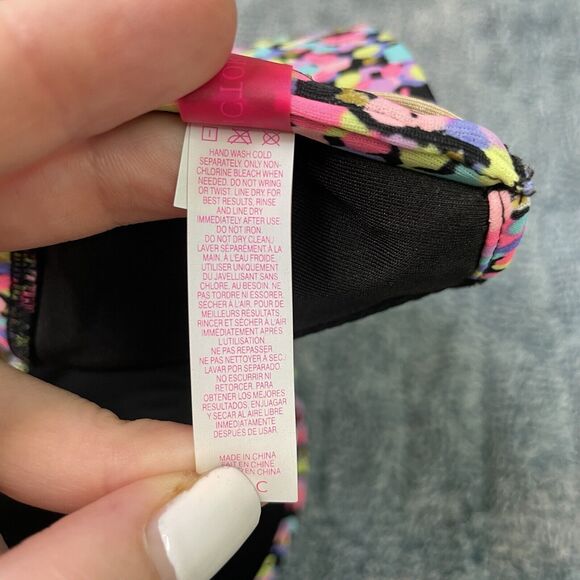 HAND WASH COLD
SEPARATELY. ONLY NON-
CHLORINE BLEACH WHEN
NEEDED. DO NOT WRING
OR TWIST. LINE DRY. FOR
BEST RESULTS, RINSE
AND LINE DRY
IMMEDIATELY AFTER USE.
DO NOT IRON.
DO NOT DRY CLEAN./
LAVER SÉPARÉMENT À LA
MAIN, À L'EAU FROIDE.
UTILISER UNIQUEMENT
DU JAVELLISANT SANS
CHLORE, AU BESOIN. NE
PAS TORDRE NI ESSORER.
SÉCHER À L'AIR. POUR DE
MEILLEURS RÉSULTATS,
RINCER ET SÉCHER À L'AIR
IMMÉDIATEMENT APRÈS
L'UTILISATION.
NE PAS REPASSER.
NE PAS NETTOYER À SEC./
LAVAR POR SEPARADO.
NO ESCURRIR NI
RETORCER. PARA
OBTENER LOS MEJORES
RESULTADOS, ENJUAGAR
Y SECAR AL AIRE LIBRE
INMEDIATAMENTE
DESPUÉS DE USAR.
MADE IN CHINA
FAIT EN CHINE
EN CHINA
C